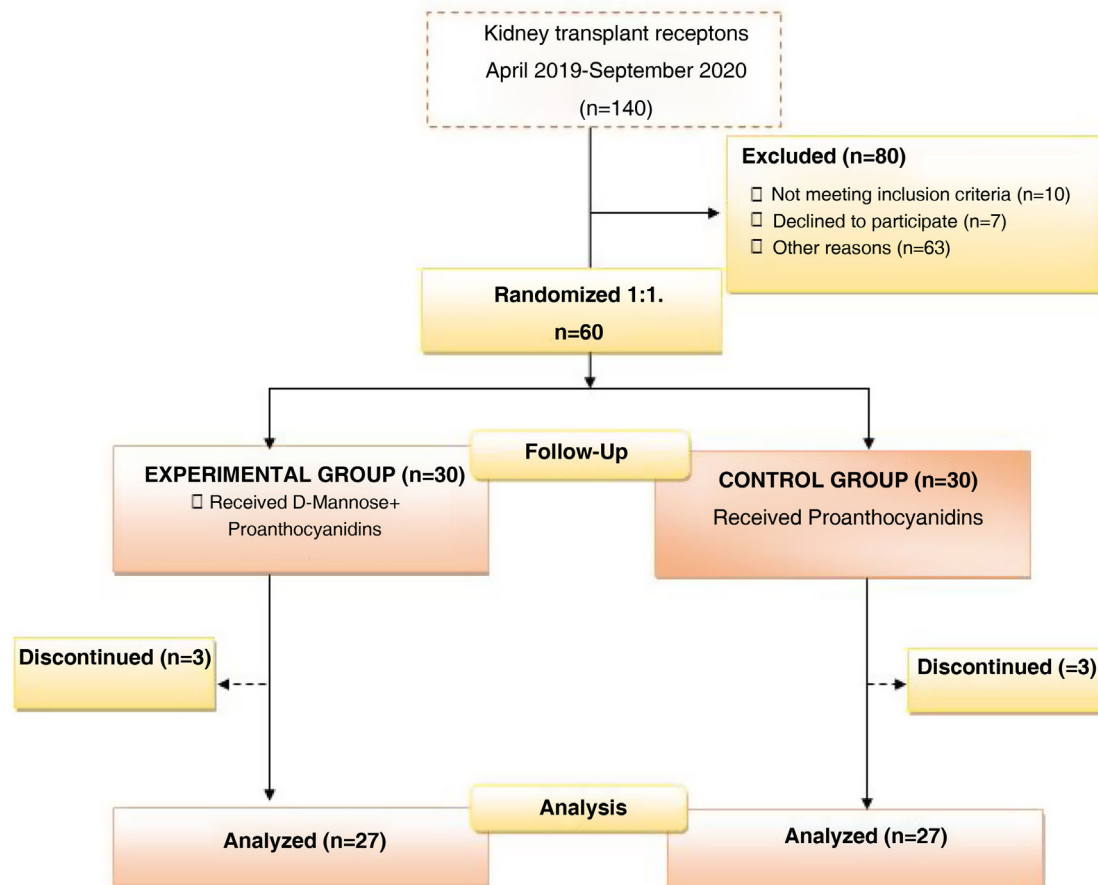 Kidney transplant receptons
April 2019-September 2020
(n=140)
Excluded (n=80)
Not meeting inclusion criteria (n=10)
Declined to participate (n=7)
Other reasons (n=63)
Randomized 1:1.
n=60
Follow-Up
EXPERIMENTAL GROUP (n=30)
Received D-Mannose+
Proanthocyanidins
CONTROL GROUP (n=30)
Received Proanthocyanidins
Discontinued (n=3)
Discontinued (=3)
Analysis
Analyzed (n=27)
Analyzed (n=27)